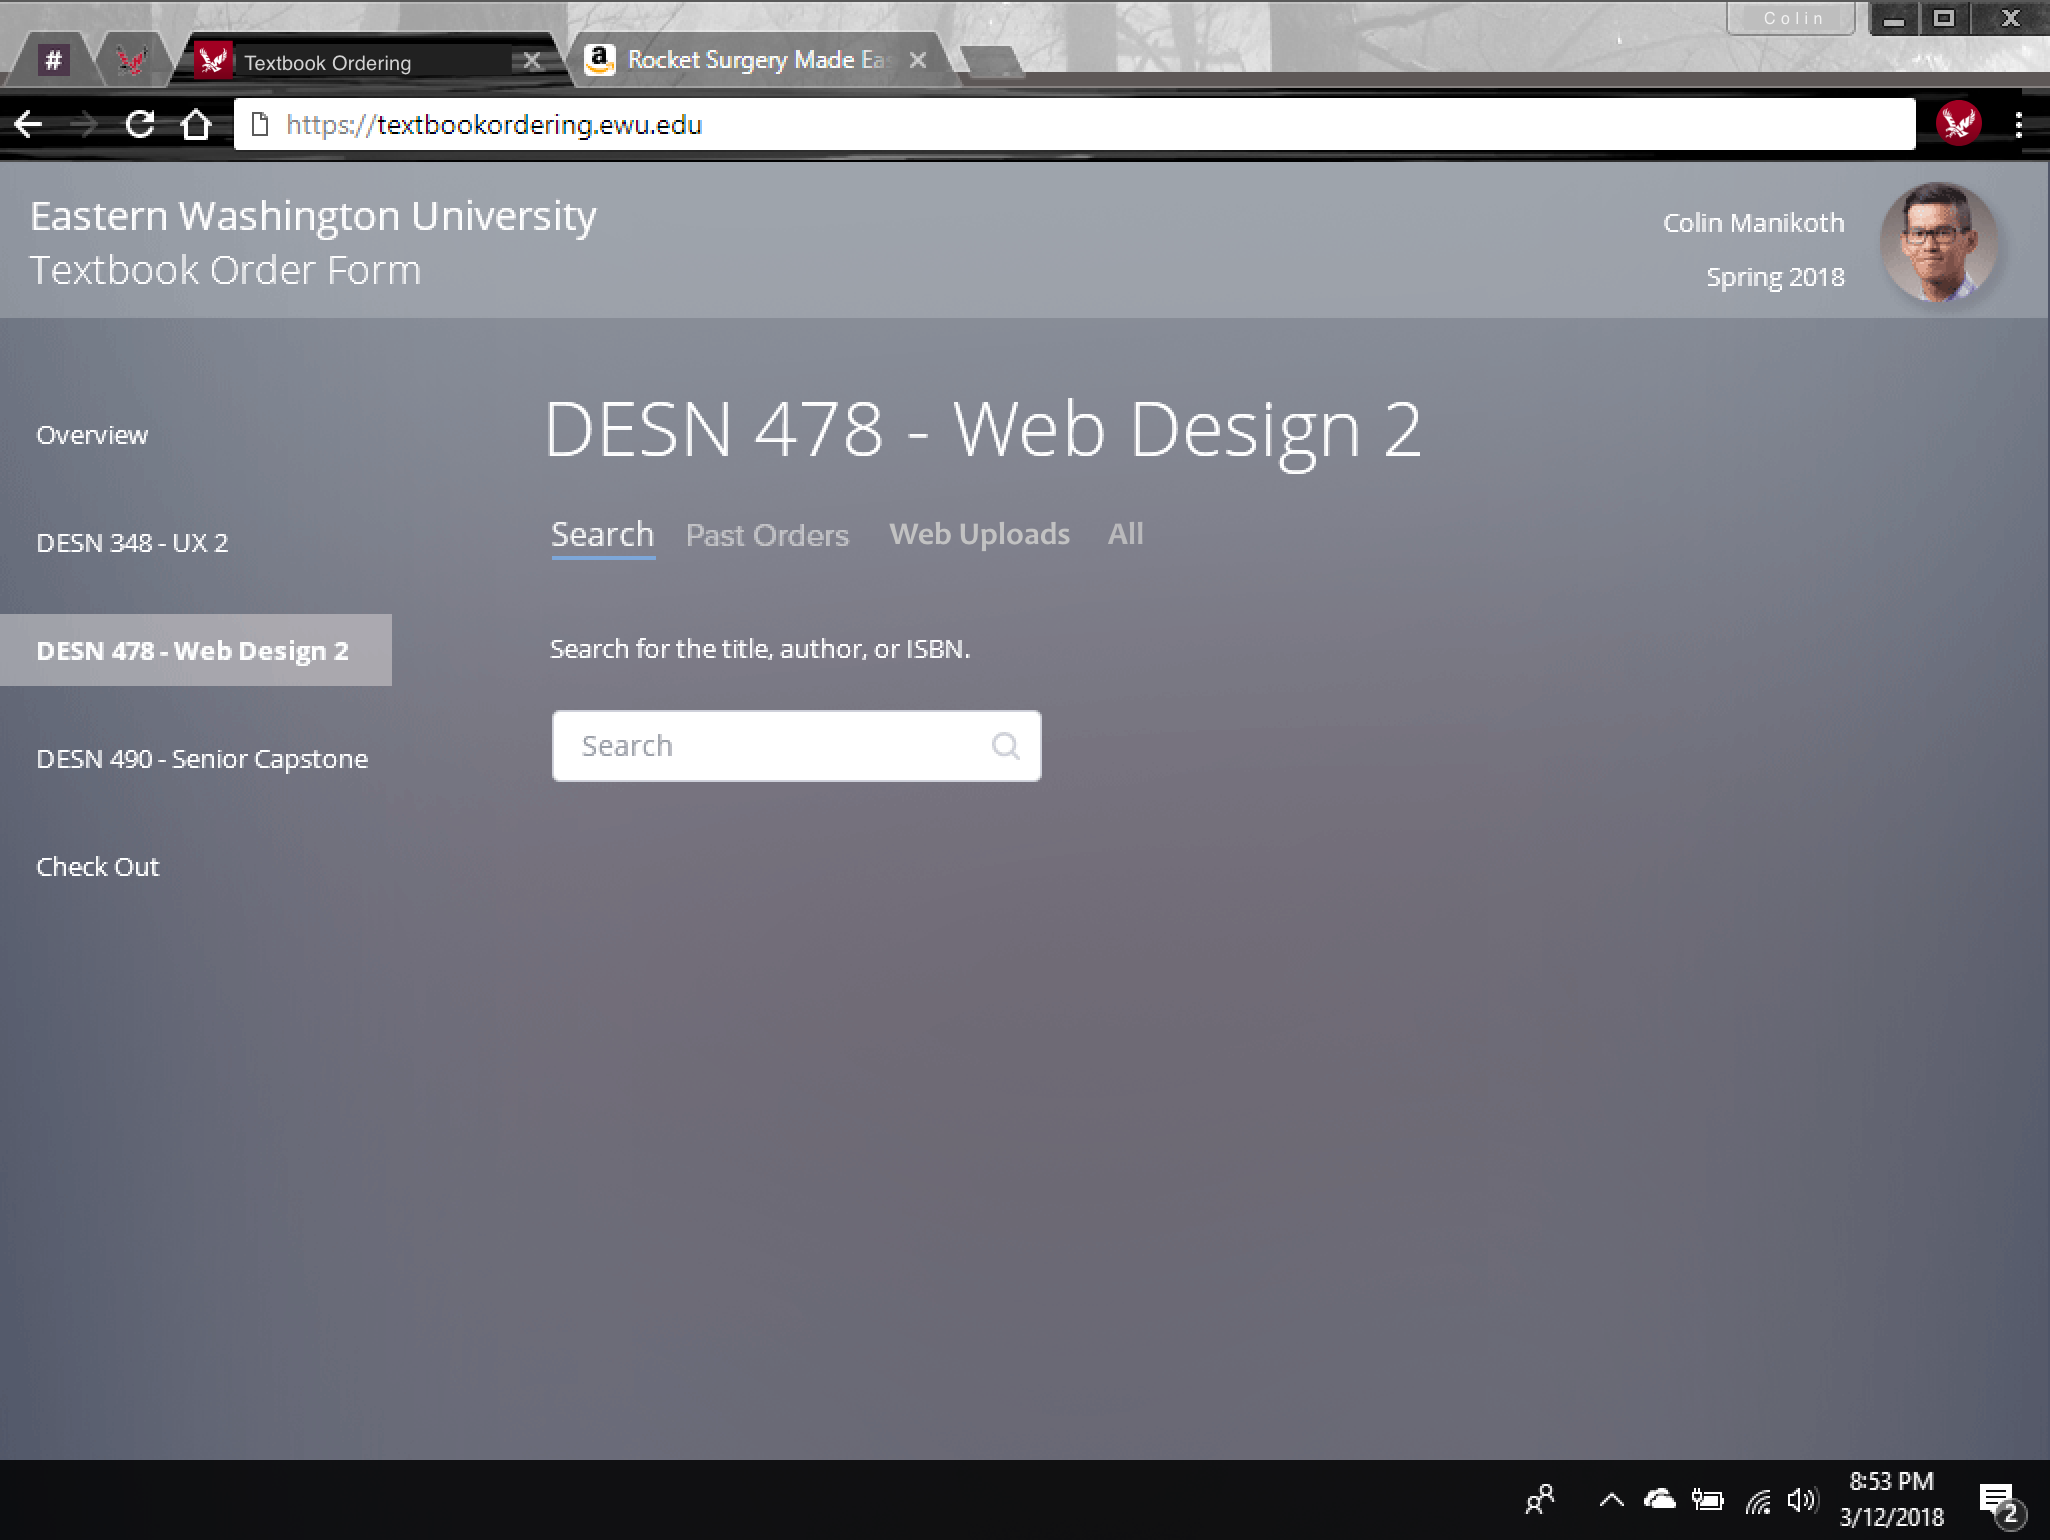 Colin
#
Textbook Ordering
Rocket Surgery Made Eas
https://textbookordering.ewu.edu
Eastern Washington University
Textbook Order Form
Colin Manikoth
Spring 2018
Overview
DESN 348 - UX 2
DESN 478 - Web Design 2
DESN 490 - Senior Capstone
Check Out
DESN 478 - Web Design 2
Search Past Orders Web Uploads All
Search for the title, author, or ISBN.
Search
8:53 PM
3/12/2018
2